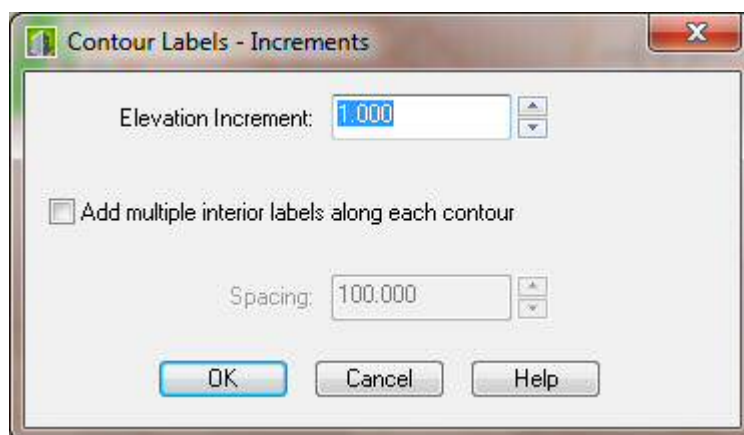 Contour Labels - Increments
Elevation Increment: 1.000
Add multiple interior labels along each contour
Spacing: 100.000
OK Cancel Help